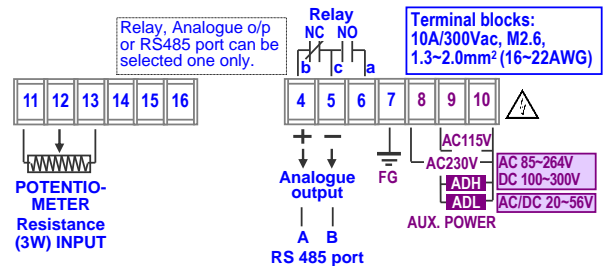 Relay, Analogue o/p
or RS485 port can be
selected one only.
Relay
NC NO
b c a
Terminal blocks:
10A/300Vac, M2.6,
1.3~2.0mm² (16~22AWG)
11 12 13 14 15 16
4 5 6 7 8 9 10
+ −
AC115V
AC230V
FG
AC 85~264V
DC 100~300V
ADH
ADL
AC/DC 20~56V
AUX. POWER
POTENTIO-
METER
Resistance
(3W) INPUT
Analogue
output
A B
RS 485 port